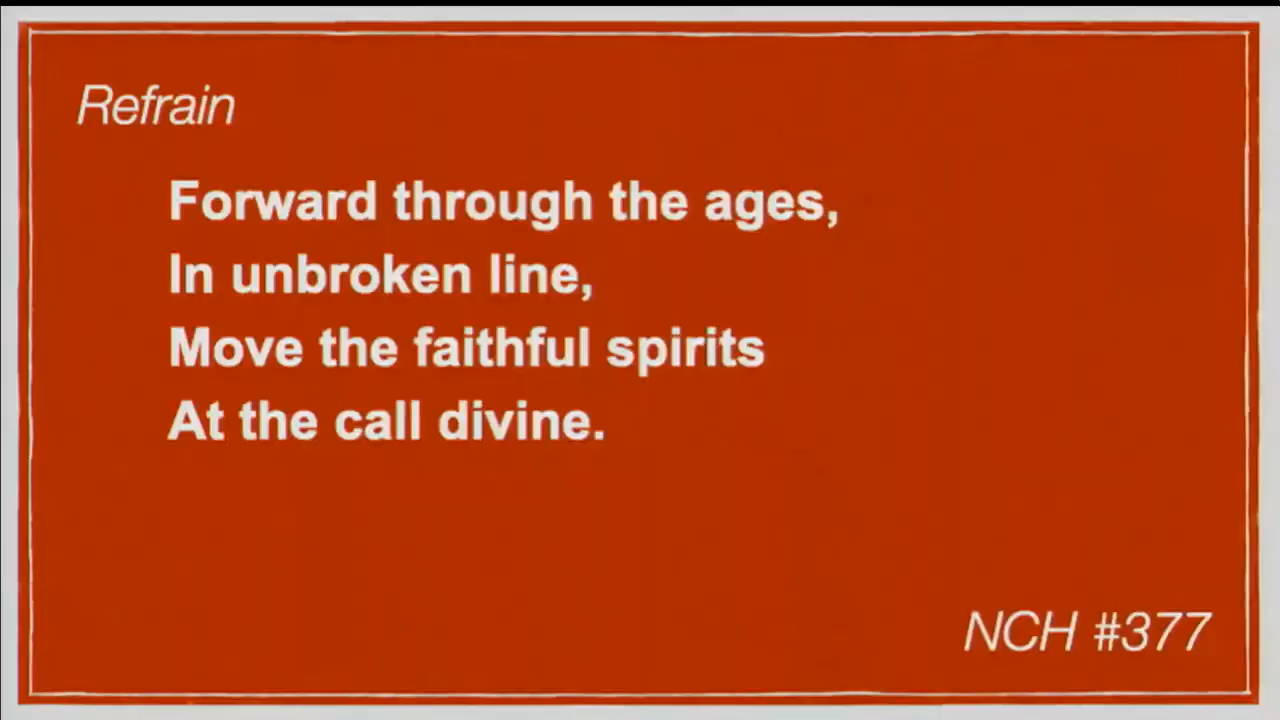 Refrain
Forward through the ages,
In unbroken line,
Move the faithful spirits
At the call divine.
NCH #377